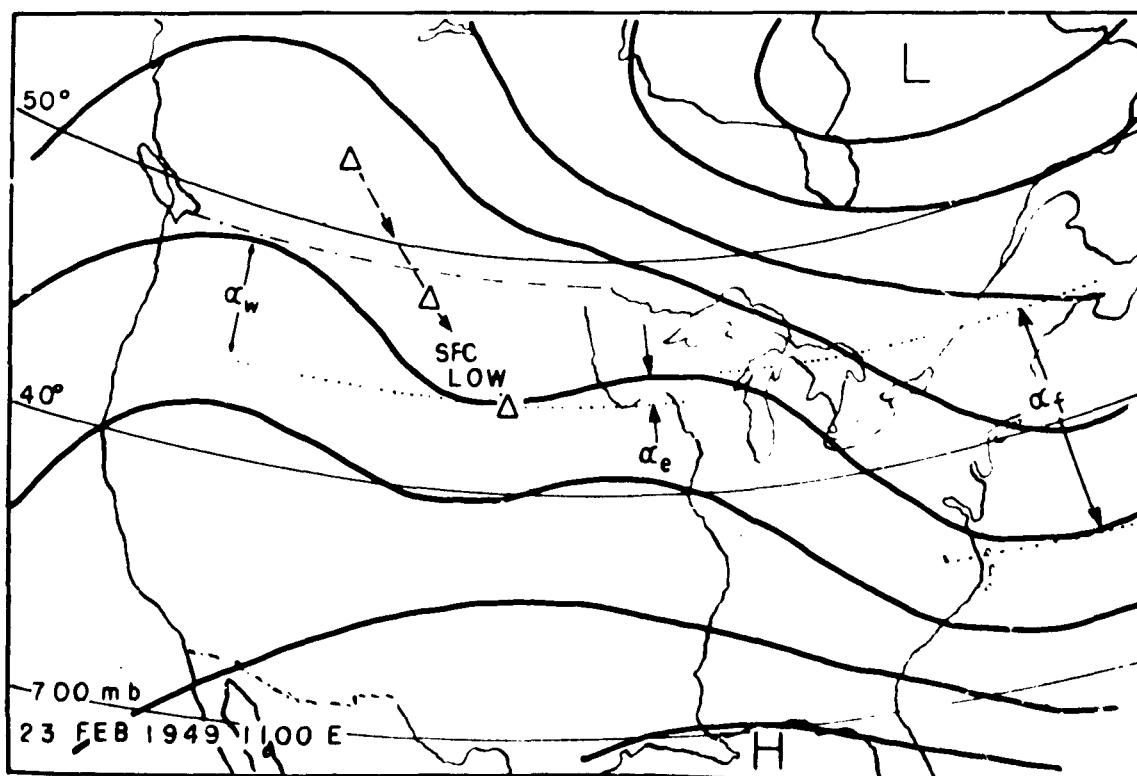 L
50°
α_w
SFC
LOW
40°
α_f
α_e
700 mb
23 FEB 1949 1100 E
H